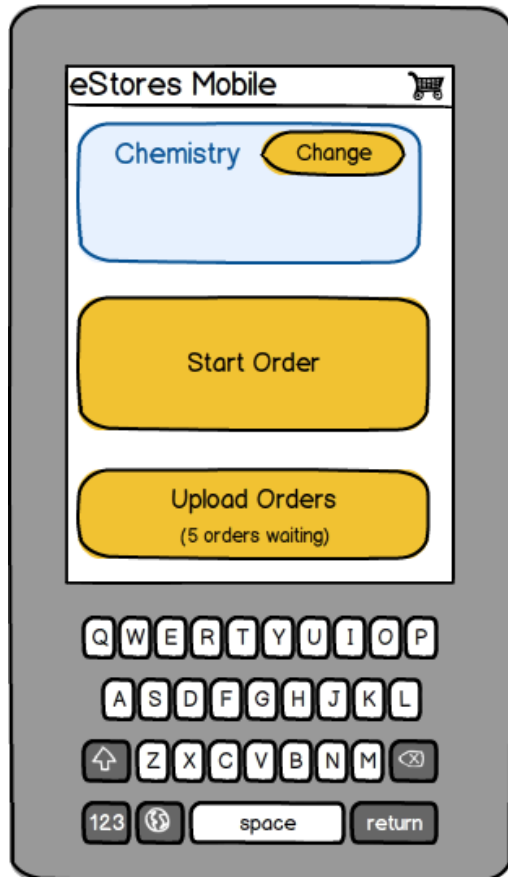 eStores Mobile
Chemistry Change
Start Order
Upload Orders
(5 orders waiting)
Q W E R T Y U I O P
A S D F G H J K L
Z X C V B N M
123 space return